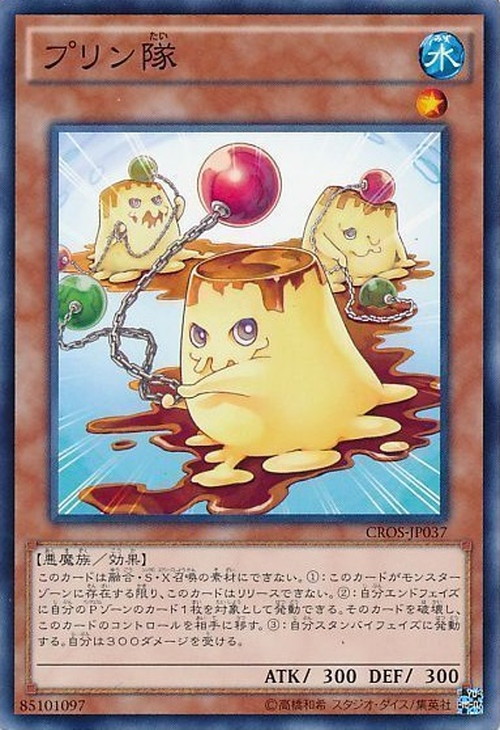 プリン隊
水
CROS-JP037
【悪魔族／効果】
このカードは融合・S・X召喚の素材にできない。①：このカードがモンスター
ゾーンに存在する限り、このカードはリリースできない。②：自分エンドフェイズ
に自分のPゾーンのカード１枚を対象として発動できる。そのカードを破壊し、
このカードのコントロールを相手に移す。③：自分スタンバイフェイズに発動
する。自分は３００ダメージを受ける。
ATK/ 300 DEF/ 300
85101097
©高橋和希 スタジオ・ダイス/集英社